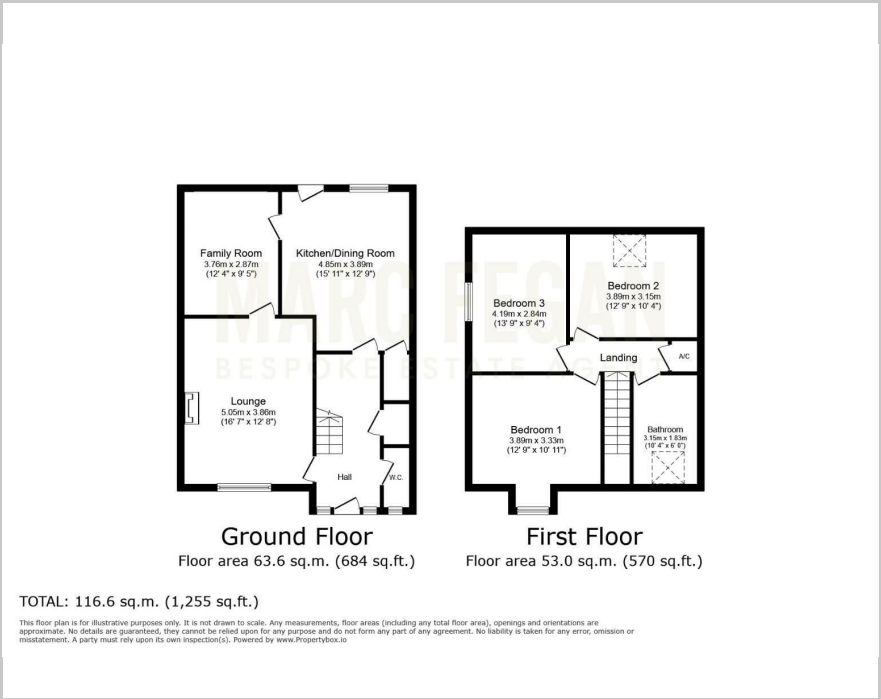 Family Room
3.76m x 2.87m
(12' 4" x 9' 5")
Kitchen/Dining Room
4.85m x 3.89m
(15' 11" x 12' 9")
Lounge
5.05m x 3.86m
(16' 7" x 12' 8")
Hall
W.C.
Bedroom 3
4.19m x 2.84m
(13' 9" x 9' 4")
Bedroom 2
3.89m x 3.15m
(12' 9" x 10' 4")
Landing
A/C
Bedroom 1
3.89m x 3.33m
(12' 9" x 10' 11")
Bathroom
3.15m x 1.83m
(10' 4" x 6' 0")
MARC FEGAN
BESPOKE ESTATE AGENT
Ground Floor
Floor area 63.6 sq.m. (684 sq.ft.)
First Floor
Floor area 53.0 sq.m. (570 sq.ft.)
TOTAL: 116.6 sq.m. (1,255 sq.ft.)
This floor plan is for illustrative purposes only. It is not drawn to scale. Any measurements, floor areas (including any total floor area), openings and orientations are
approximate. No details are guaranteed, they cannot be relied upon for any purpose and do not form any part of any agreement. No liability is taken for any error, omission or
misstatement. A party must rely upon its own inspection(s). Powered by www.Propertybox.io